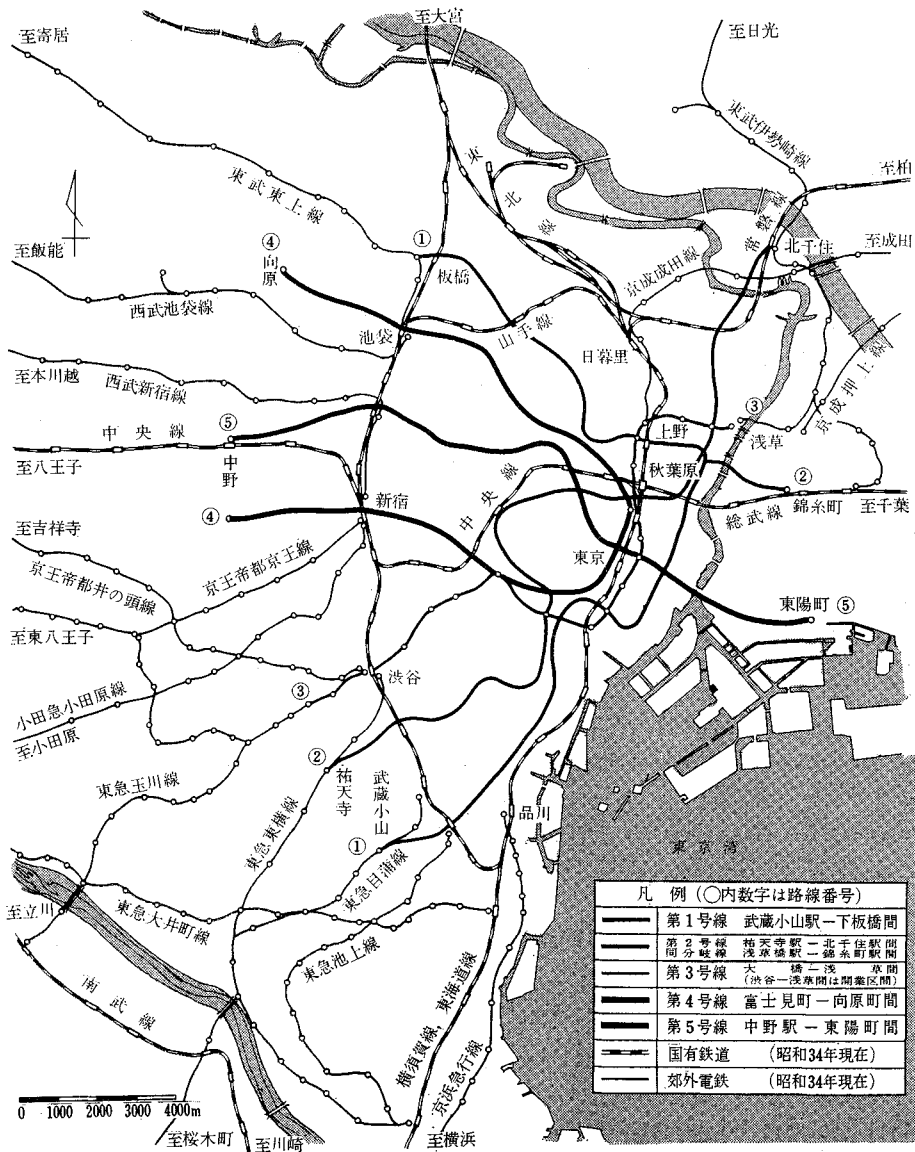 至大宮
至寄居
至日光
東武伊勢崎線
至柏
東北線
東武東上線
常磐線
北千住
至成田
①
④
向原
至飯能
板橋
京成成田線
西武池袋線
池袋
山手線
日暮里
至本川越
西武新宿線
京成押上線
③
浅草
上野
⑤
中央線
至八王子
中野
秋葉原
②
錦糸町
総武線
至千葉
中央線
新宿
④
至吉祥寺
東京
京王帝都京王線
京王帝都井の頭線
東陽町
⑤
至東八王子
渋谷
③
小田急小田原線
至小田原
②
祐天寺
武蔵小山
東急玉川線
品川
東急東横線
①
東京湾
東急目蒲線
至立川
東急大井町線
東急池上線
南武線
横須賀線、東海道線
京浜急行線
凡例(○内数字は路線番号)
第1号線 武蔵小山駅ー下板橋間
第2号線 祐天寺駅ー北千住駅間
同分岐線 浅草橋駅ー錦糸町駅間
第3号線 大橋ー浅草間
(渋谷ー浅草間は開業区間)
第4号線 富士見町ー向原町間
第5号線 中野駅ー東陽町間
国有鉄道 (昭和34年現在)
郊外電鉄 (昭和34年現在)
0 1000 2000 3000 4000m
至桜木町
至川崎
至横浜